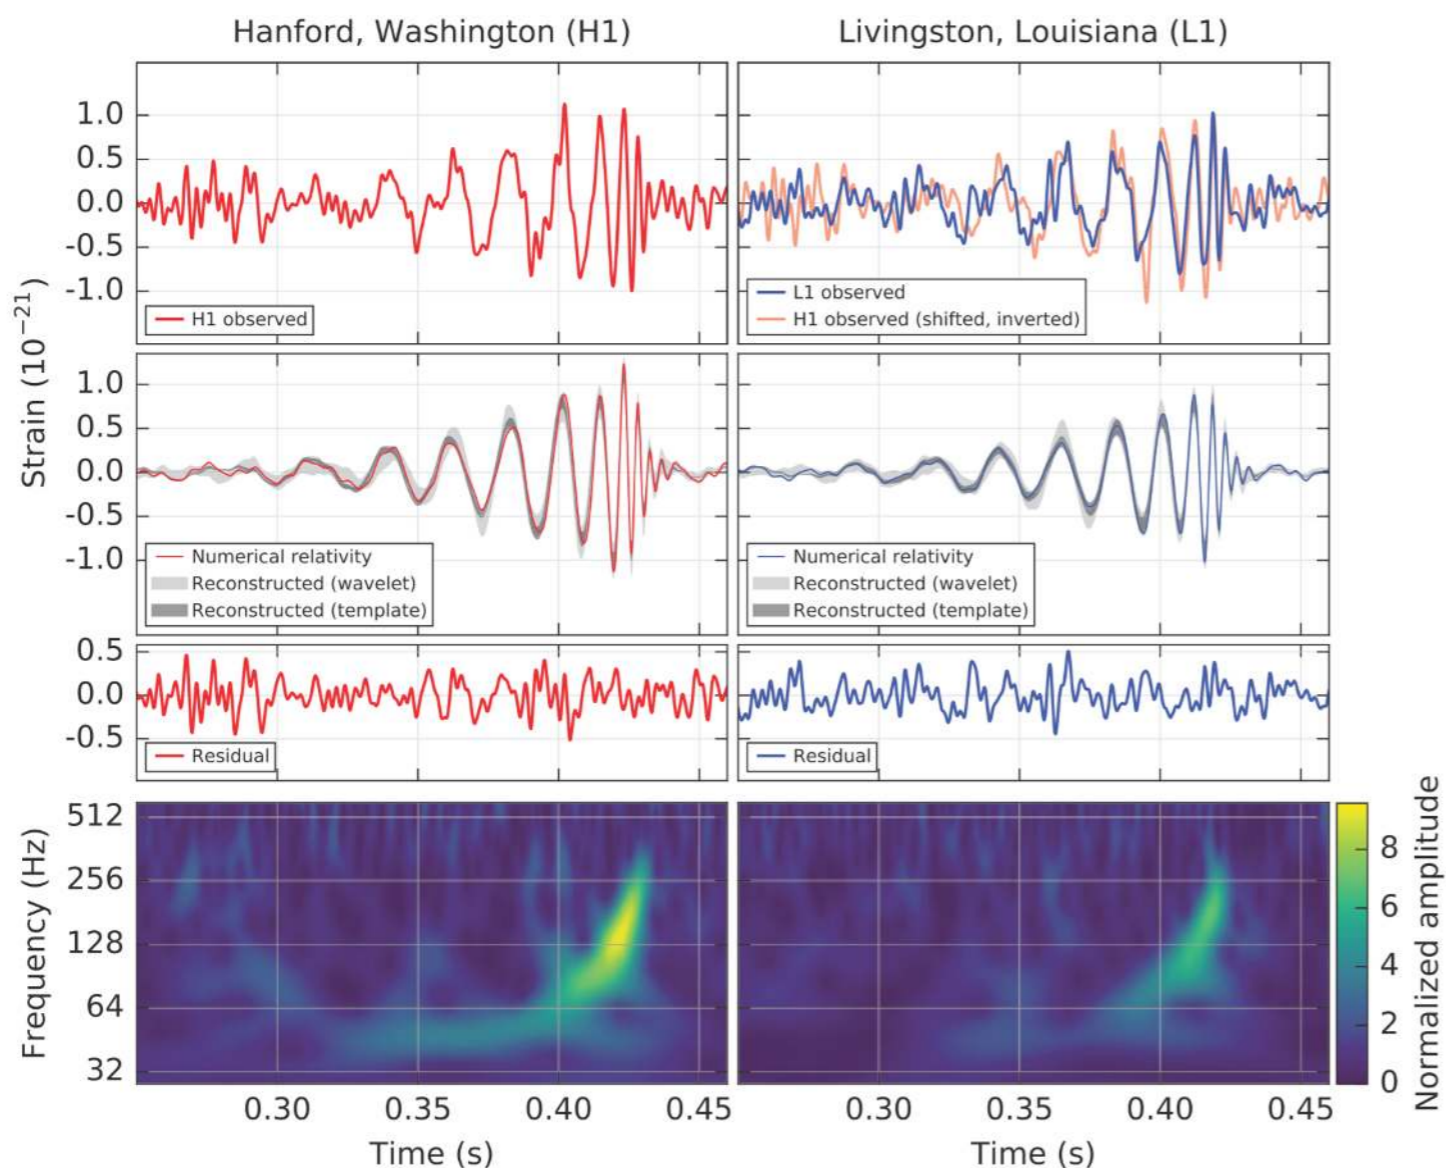 Hanford, Washington (H1)
Livingston, Louisiana (L1)
Strain (10⁻²¹)
1.0
0.5
0.0
-0.5
-1.0
H1 observed
L1 observed
H1 observed (shifted, inverted)
1.0
0.5
0.0
-0.5
-1.0
Numerical relativity
Reconstructed (wavelet)
Reconstructed (template)
Numerical relativity
Reconstructed (wavelet)
Reconstructed (template)
0.5
0.0
-0.5
Residual
Residual
Frequency (Hz)
512
256
128
64
32
Normalized amplitude
8
6
4
2
0
0.30 0.35 0.40 0.45
0.30 0.35 0.40 0.45
Time (s)
Time (s)